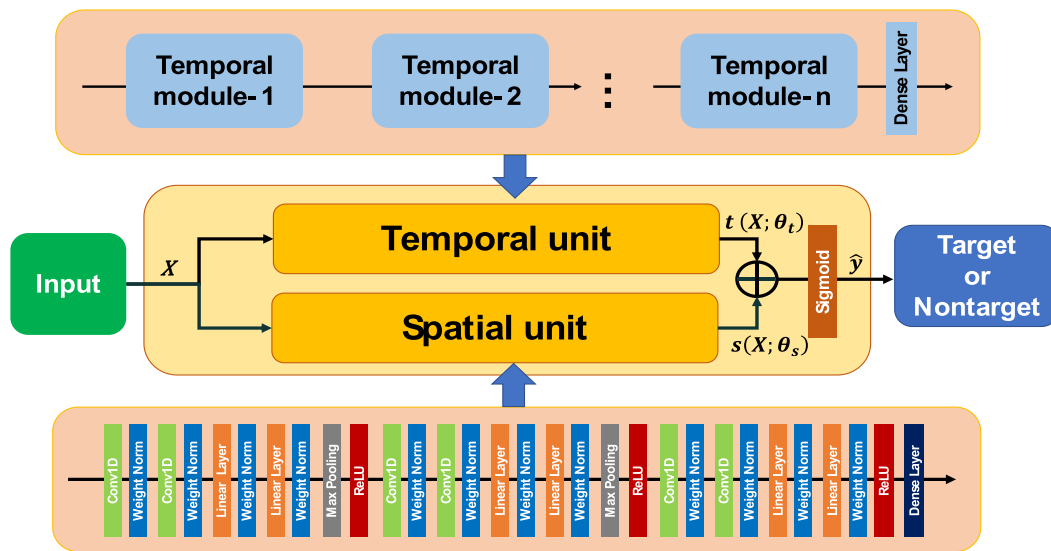 Temporal
module-1
Temporal
module-2
⋮
Temporal
module-n
Dense Layer
Input
X
Temporal unit
t (X; θt)
Spatial unit
s(X; θs)
Sigmoid
ŷ
Target
or
Nontarget
Conv1D
Weight Norm
Conv1D
Weight Norm
Linear Layer
Weight Norm
Linear Layer
Weight Norm
Max Pooling
ReLU
Conv1D
Weight Norm
Conv1D
Weight Norm
Linear Layer
Weight Norm
Linear Layer
Weight Norm
Max Pooling
ReLU
Conv1D
Weight Norm
Conv1D
Weight Norm
Linear Layer
Weight Norm
Linear Layer
Weight Norm
ReLU
Dense Layer